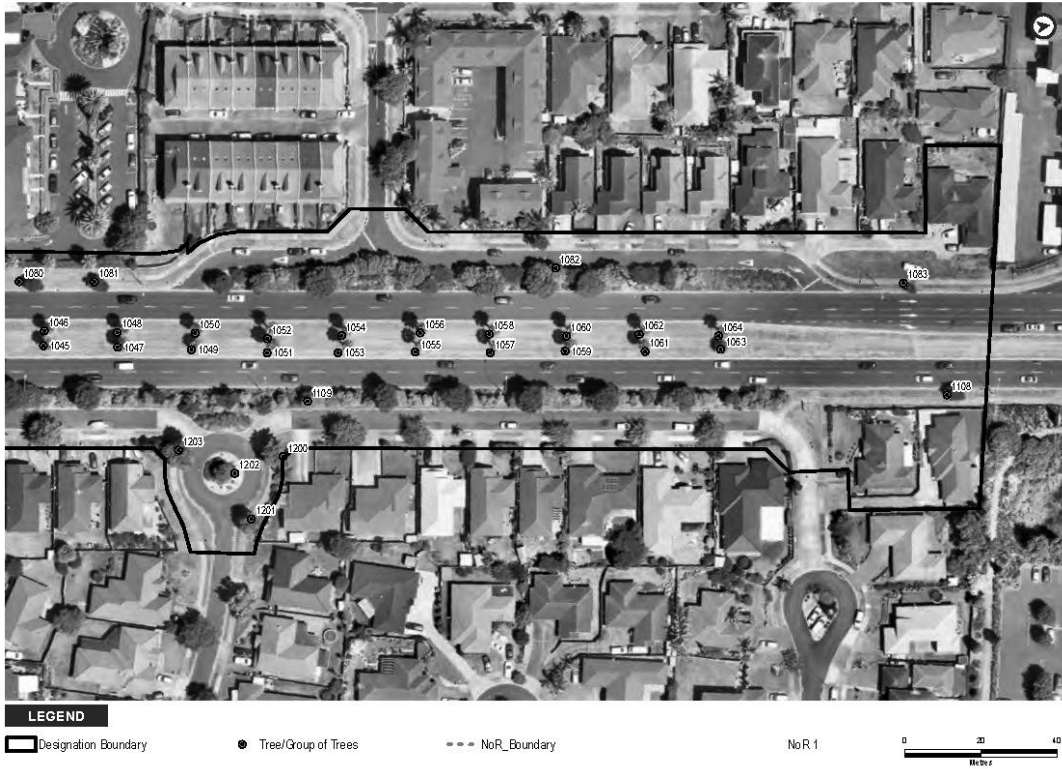 1082
1080
1081
1083
1046 1048 1050 1052 1054 1056 1058 1060 1062 1064
1045 1047 1049 1051 1053 1055 1057 1059 1061 1063
1109
1108
1203
1200
1202
1201
LEGEND
Designation Boundary
Tree/Group of Trees
NoR_Boundary
NoR 1
0 20 40
Metres